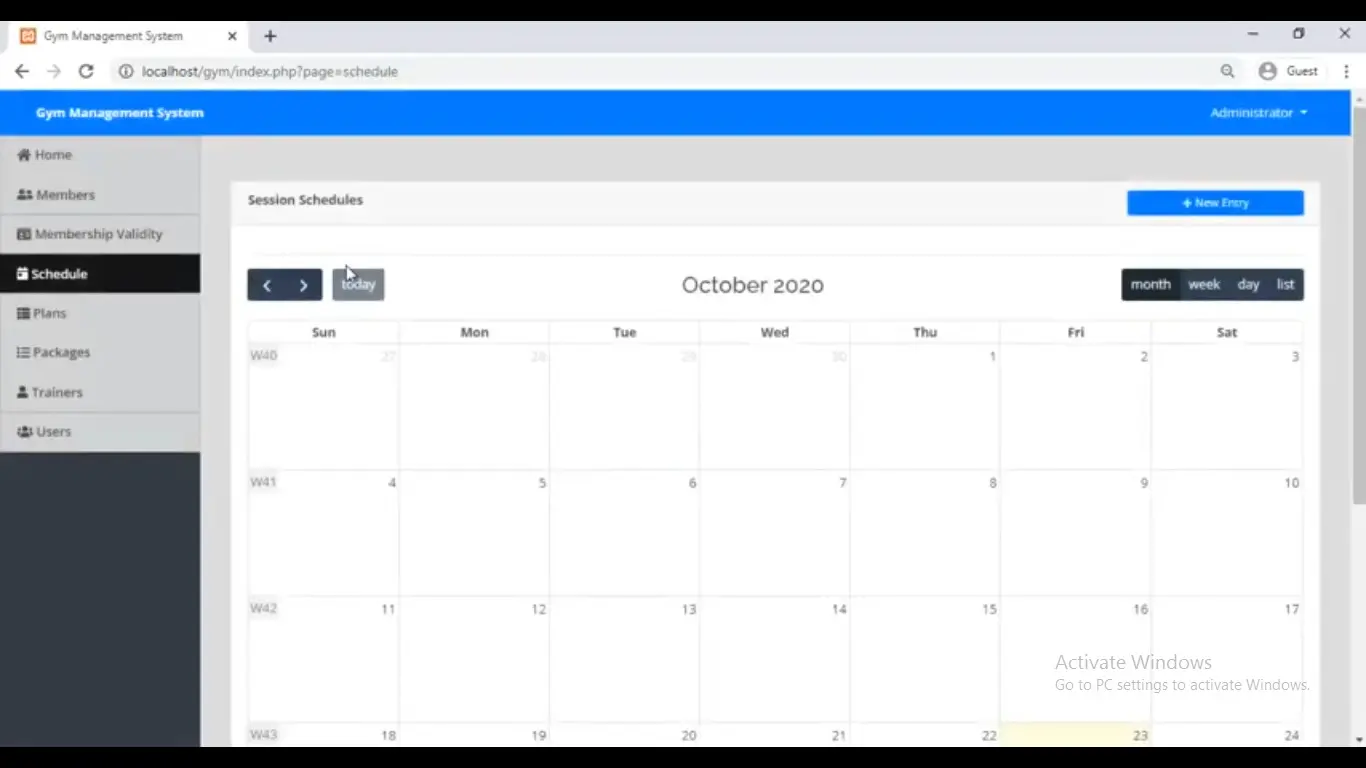 Gym Management System
localhost/gym/index.php?page=schedule
Guest
Gym Management System
Administrator
Home
Members
Membership Validity
Schedule
Plans
Packages
Trainers
Users
Session Schedules
+ New Entry
today
October 2020
month week day list
Sun Mon Tue Wed Thu Fri Sat
W40 27 28 29 30 1 2 3
W41 4 5 6 7 8 9 10
W42 11 12 13 14 15 16 17
Activate Windows
Go to PC settings to activate Windows.
W43 18 19 20 21 22 23 24